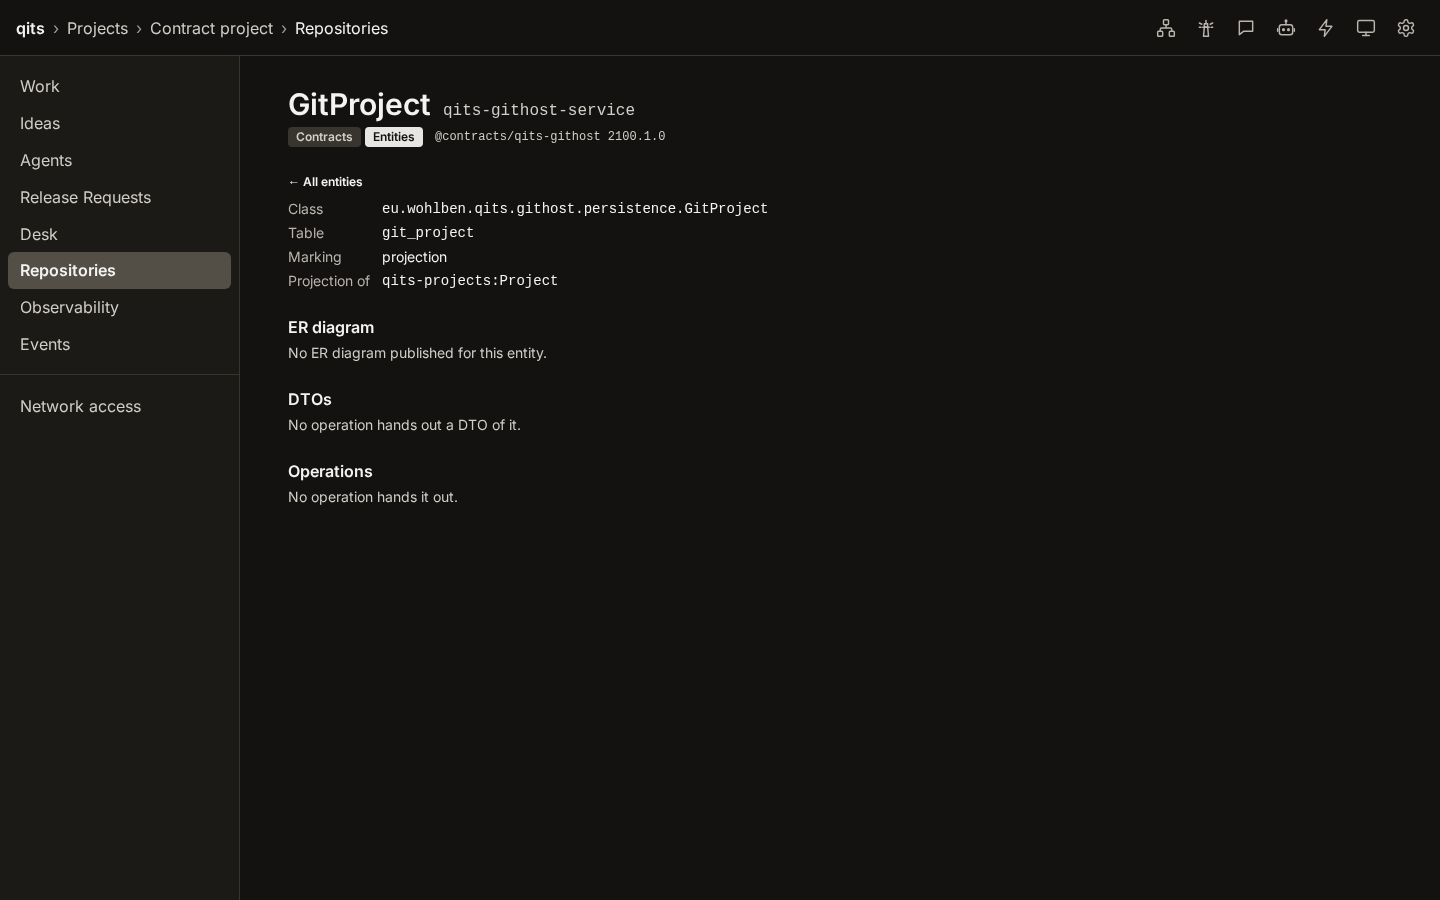 qits › Projects › Contract project › Repositories
Work
Ideas
Agents
Release Requests
Desk
Repositories
Observability
Events
Network access
GitProject qits-githost-service
Contracts Entities @contracts/qits-githost 2100.1.0
← All entities
Class eu.wohlben.qits.githost.persistence.GitProject
Table git_project
Marking projection
Projection of qits-projects:Project
ER diagram
No ER diagram published for this entity.
DTOs
No operation hands out a DTO of it.
Operations
No operation hands it out.